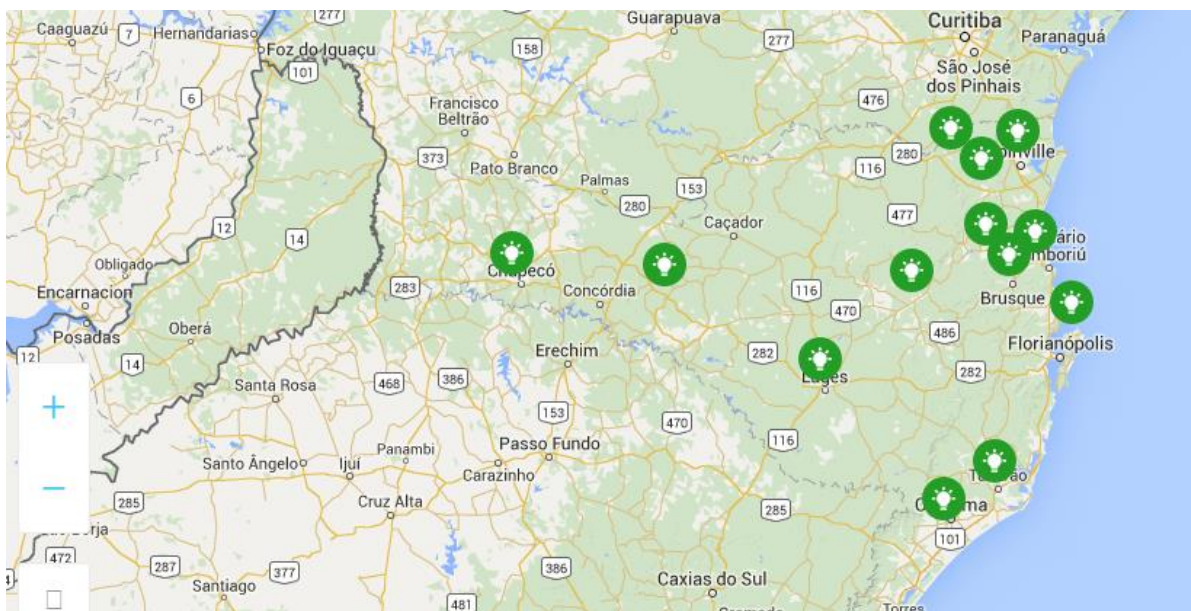 277
Guarapuava
Curitiba
Caaguazú
7
Hernandarias
Foz do Iguaçu
158
277
Paranaguá
101
São José
dos Pinhais
6
Francisco
Beltrão
476
373
Pato Branco
280
116
Palmas
153
280
477
Caçador
12
14
Obligado
Chapecó
283
Concórdia
116
Encarnacion
470
Brusque
Posadas
Oberá
486
12
14
Erechim
282
Florianópolis
282
Lages
Santa Rosa
468
386
+
153
470
Passo Fundo
116
Panambi
Santo Ângelo
Ijuí
Carazinho
−
285
Cruz Alta
285
101
472
287
377
386
Santiago
481
Caxias do Sul
Torres